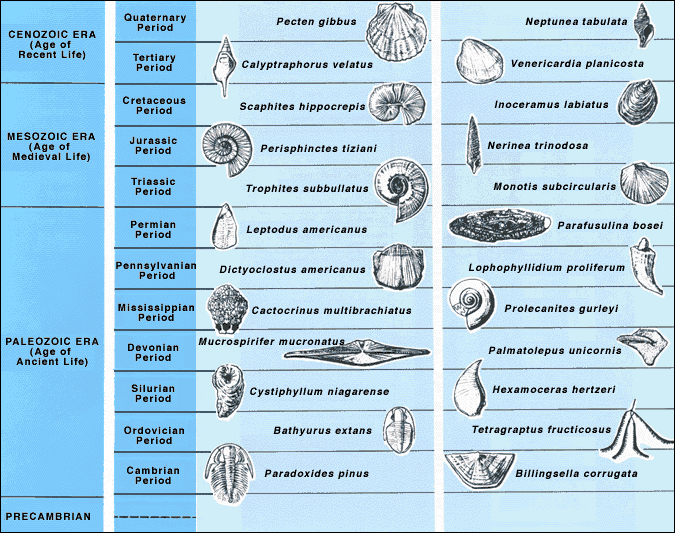 CENOZOIC ERA
(Age of
Recent Life)
Quaternary
Period
Pecten gibbus
Neptunea tabulata
Tertiary
Period
Calyptraphorus velatus
Venericardia planicosta
MESOZOIC ERA
(Age of
Medieval Life)
Cretaceous
Period
Scaphites hippocrepis
Inoceramus labiatus
Jurassic
Period
Perisphinctes tiziani
Nerinea trinodosa
Triassic
Period
Trophites subbullatus
Monotis subcircularis
PALEOZOIC ERA
(Age of
Ancient Life)
Permian
Period
Leptodus americanus
Parafusulina bosei
Pennsylvanian
Period
Dictyoclostus americanus
Lophophyllidium proliferum
Mississippian
Period
Cactocrinus multibrachiatus
Prolecanites gurleyi
Devonian
Period
Mucrospirifer mucronatus
Palmatolepus unicornis
Silurian
Period
Cystiphyllum niagarense
Hexamoceras hertzeri
Ordovician
Period
Bathyurus extans
Tetragraptus fructicosus
Cambrian
Period
Paradoxides pinus
Billingsella corrugata
PRECAMBRIAN